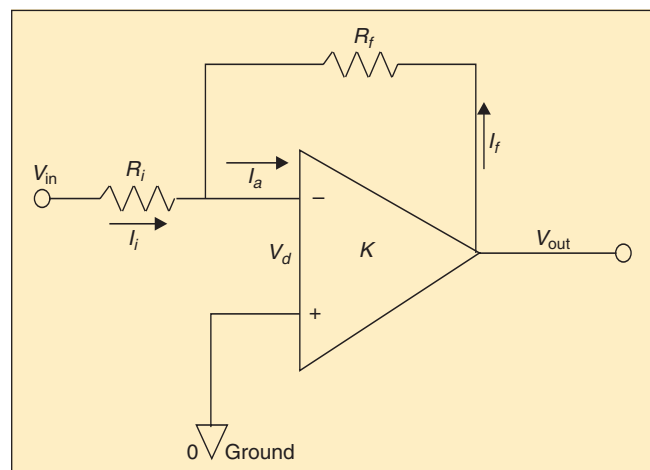 R_f
I_f
V_in
R_i
I_a
I_i
−
V_d
K
V_out
+
0 Ground